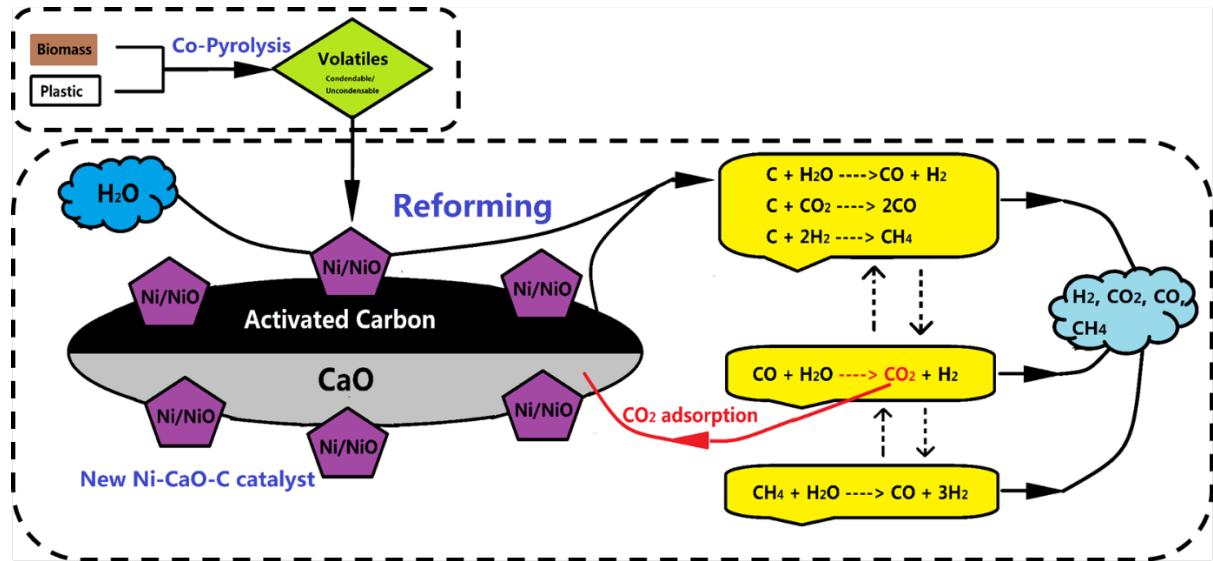 Biomass
Plastic
Co-Pyrolysis
Volatiles
Condendable/
Uncondensable
H₂O
Reforming
Ni/NiO
Ni/NiO
Ni/NiO
Activated Carbon
CaO
Ni/NiO
Ni/NiO
Ni/NiO
New Ni-CaO-C catalyst
CO₂ adsorption
C + H₂O ---->CO + H₂
C + CO₂ ----> 2CO
C + 2H₂ ----> CH₄
CO + H₂O ----> CO₂ + H₂
CH₄ + H₂O ----> CO + 3H₂
H₂, CO₂, CO,
CH₄